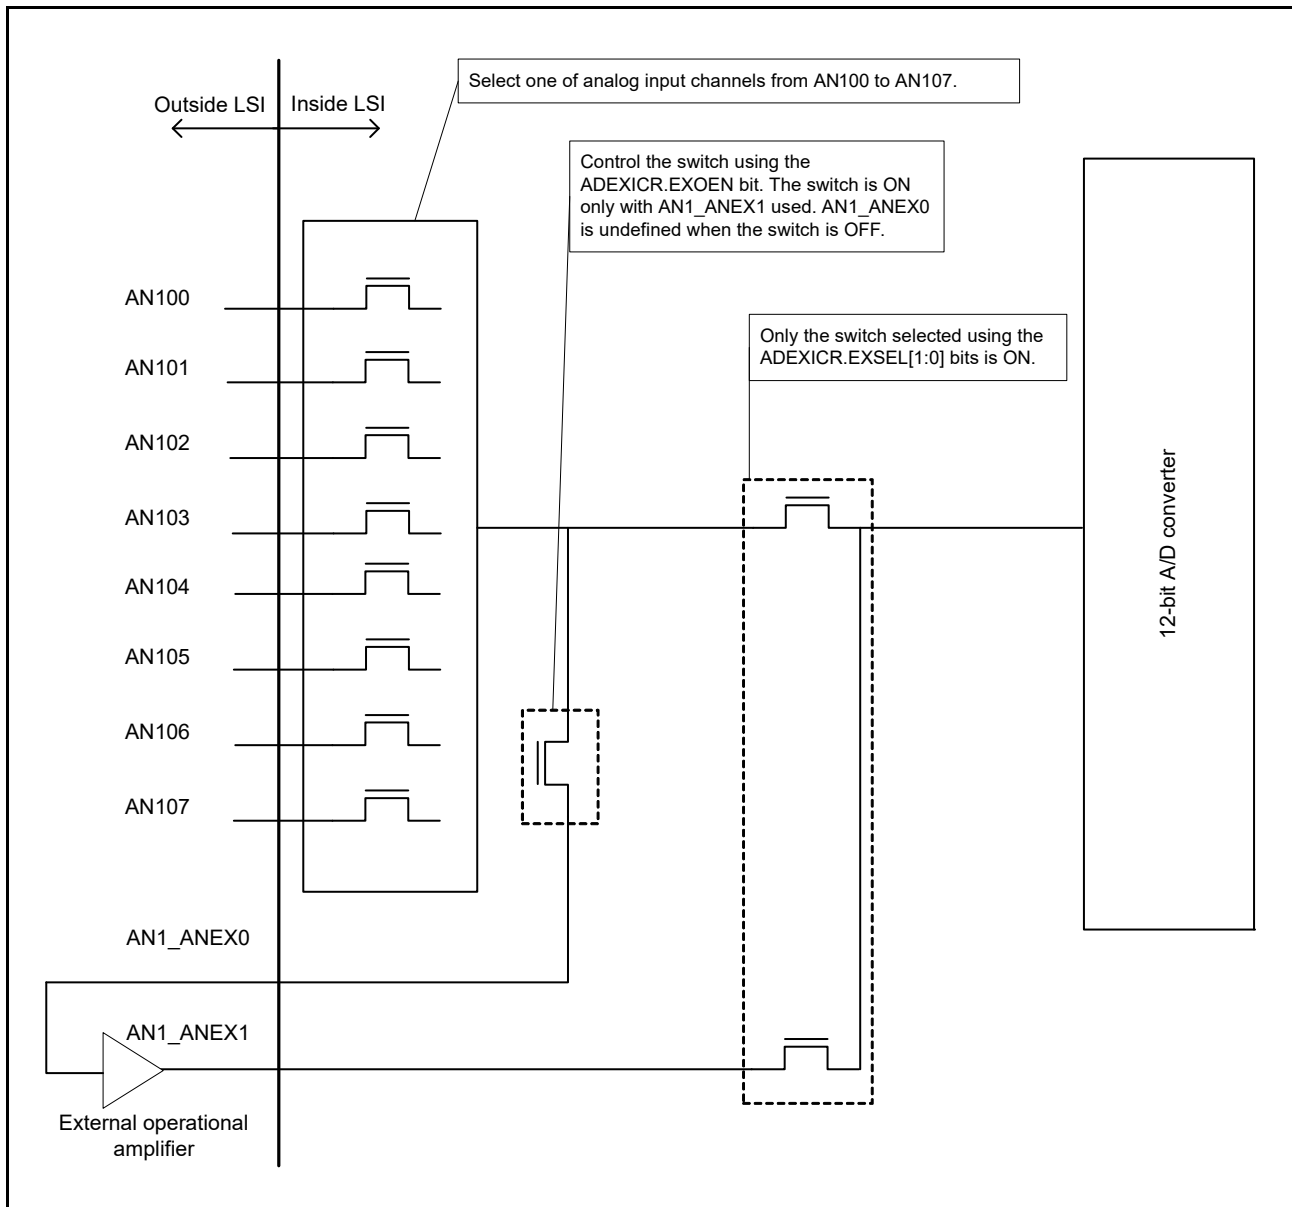 Select one of analog input channels from AN100 to AN107.
Outside LSI
Inside LSI
Control the switch using the
ADEXICR.EXOEN bit. The switch is ON
only with AN1_ANEX1 used. AN1_ANEX0
is undefined when the switch is OFF.
AN100
Only the switch selected using the
ADEXICR.EXSEL[1:0] bits is ON.
AN101
AN102
AN103
AN104
AN105
AN106
AN107
12-bit A/D converter
AN1_ANEX0
AN1_ANEX1
External operational
amplifier